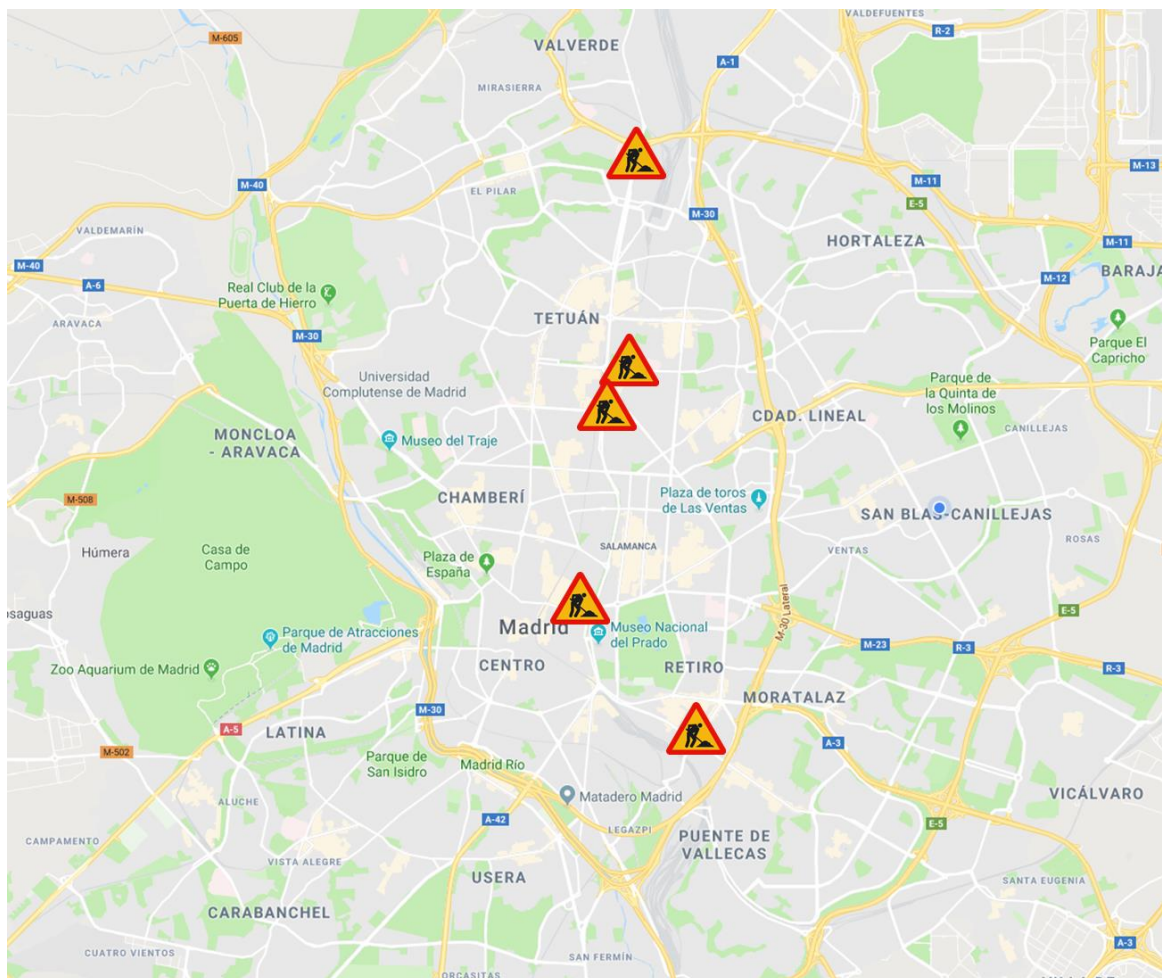 M-605
VALVERDE
VALDEFUENTES
R-2
A-1
MIRASIERRA
M-13
M-40
EL PILAR
M-11
E-5
M-30
VALDEMARÍN
HORTALEZA
M-11
M-40
A-6
Real Club de la
Puerta de Hierro
M-12
BARAJA
TETUÁN
ARAVACA
M-30
Parque El
Capricho
Universidad
Complutense de Madrid
Parque de
la Quinta de
los Molinos
CDAD. LINEAL
CANILLEJAS
MONCLOA
- ARAVACA
Museo del Traje
M-508
CHAMBERÍ
Plaza de toros
de Las Ventas
SAN BLAS-CANILLEJAS
Húmera
Casa de
Campo
Plaza de
España
SALAMANCA
VENTAS
ROSAS
osaguas
E-5
M-30 Lateral
Parque de Atracciones
de Madrid
Madrid
Museo Nacional
del Prado
M-23
R-3
Zoo Aquarium de Madrid
CENTRO
RETIRO
R-3
MORATALAZ
M-30
A-5
LATINA
A-3
M-502
Parque de
San Isidro
Madrid Río
Matadero Madrid
VICÁLVARO
ALUCHE
A-42
LEGAZPI
E-5
CAMPAMENTO
PUENTE DE
VALLECAS
VISTA ALEGRE
USERA
SANTA EUGENIA
CARABANCHEL
A-3
CUATRO VIENTOS
SAN FERMÍN
ORCASITAS